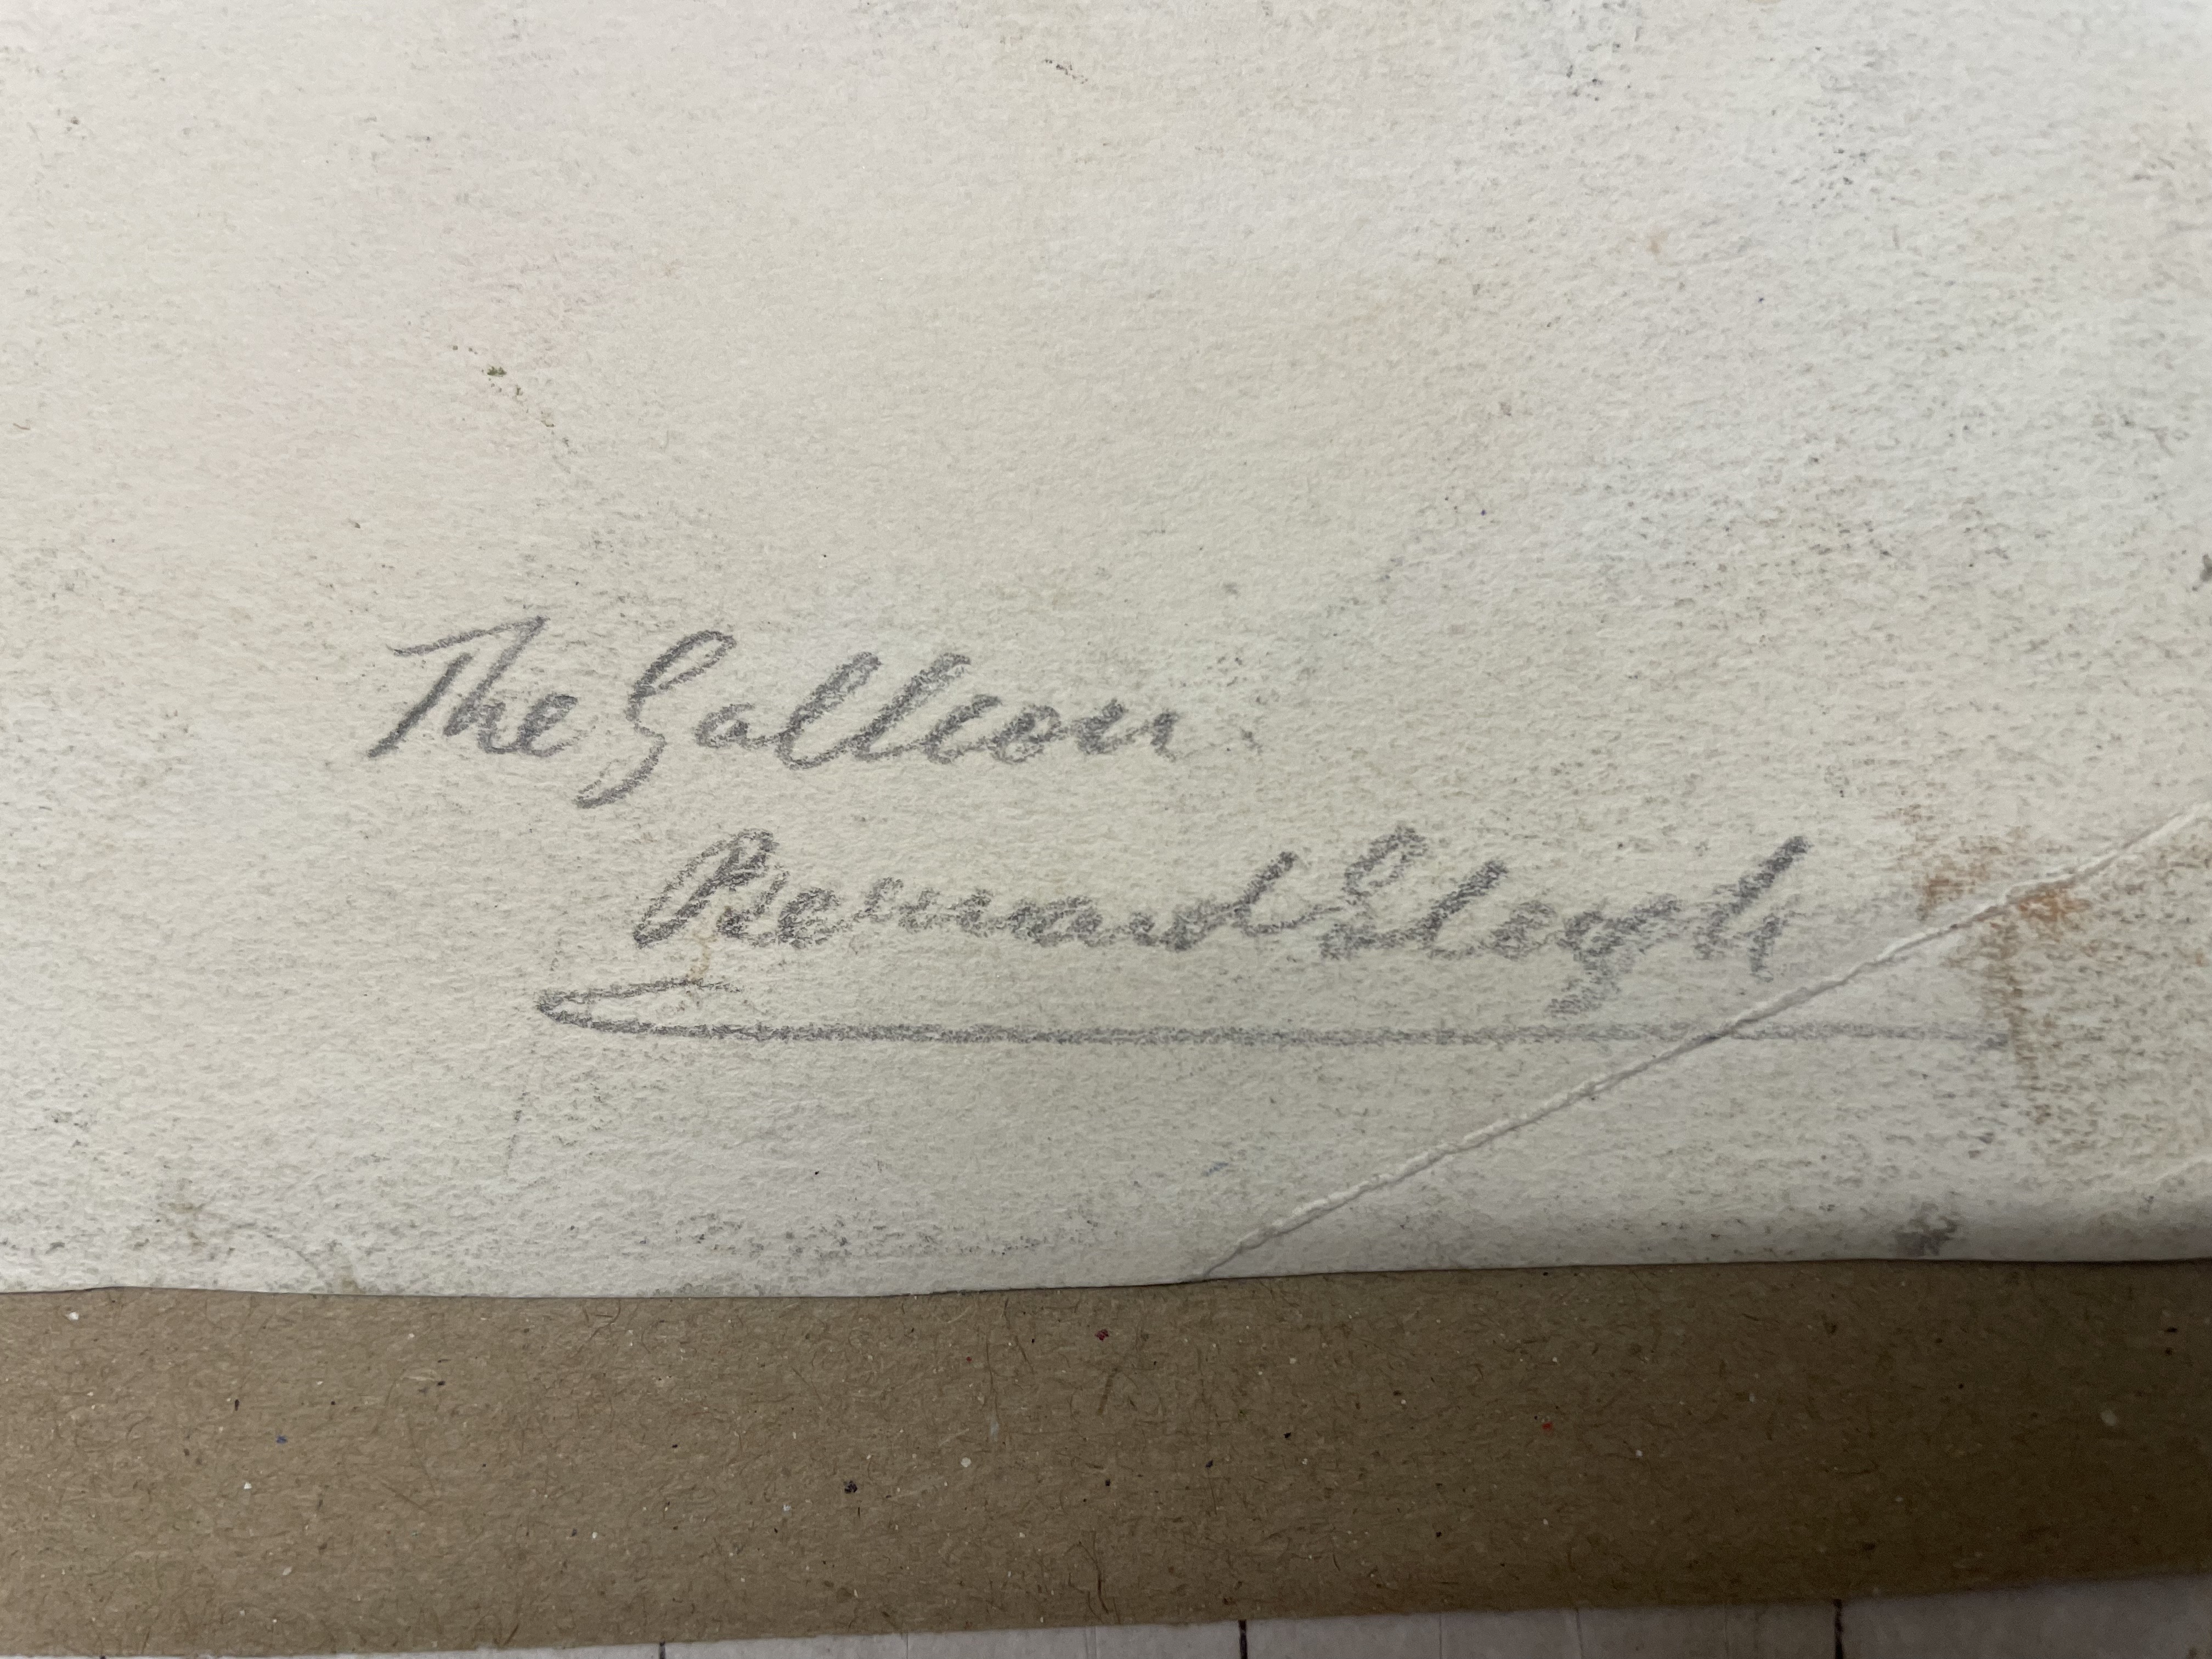 The Galleon.
Bernard Sleigh